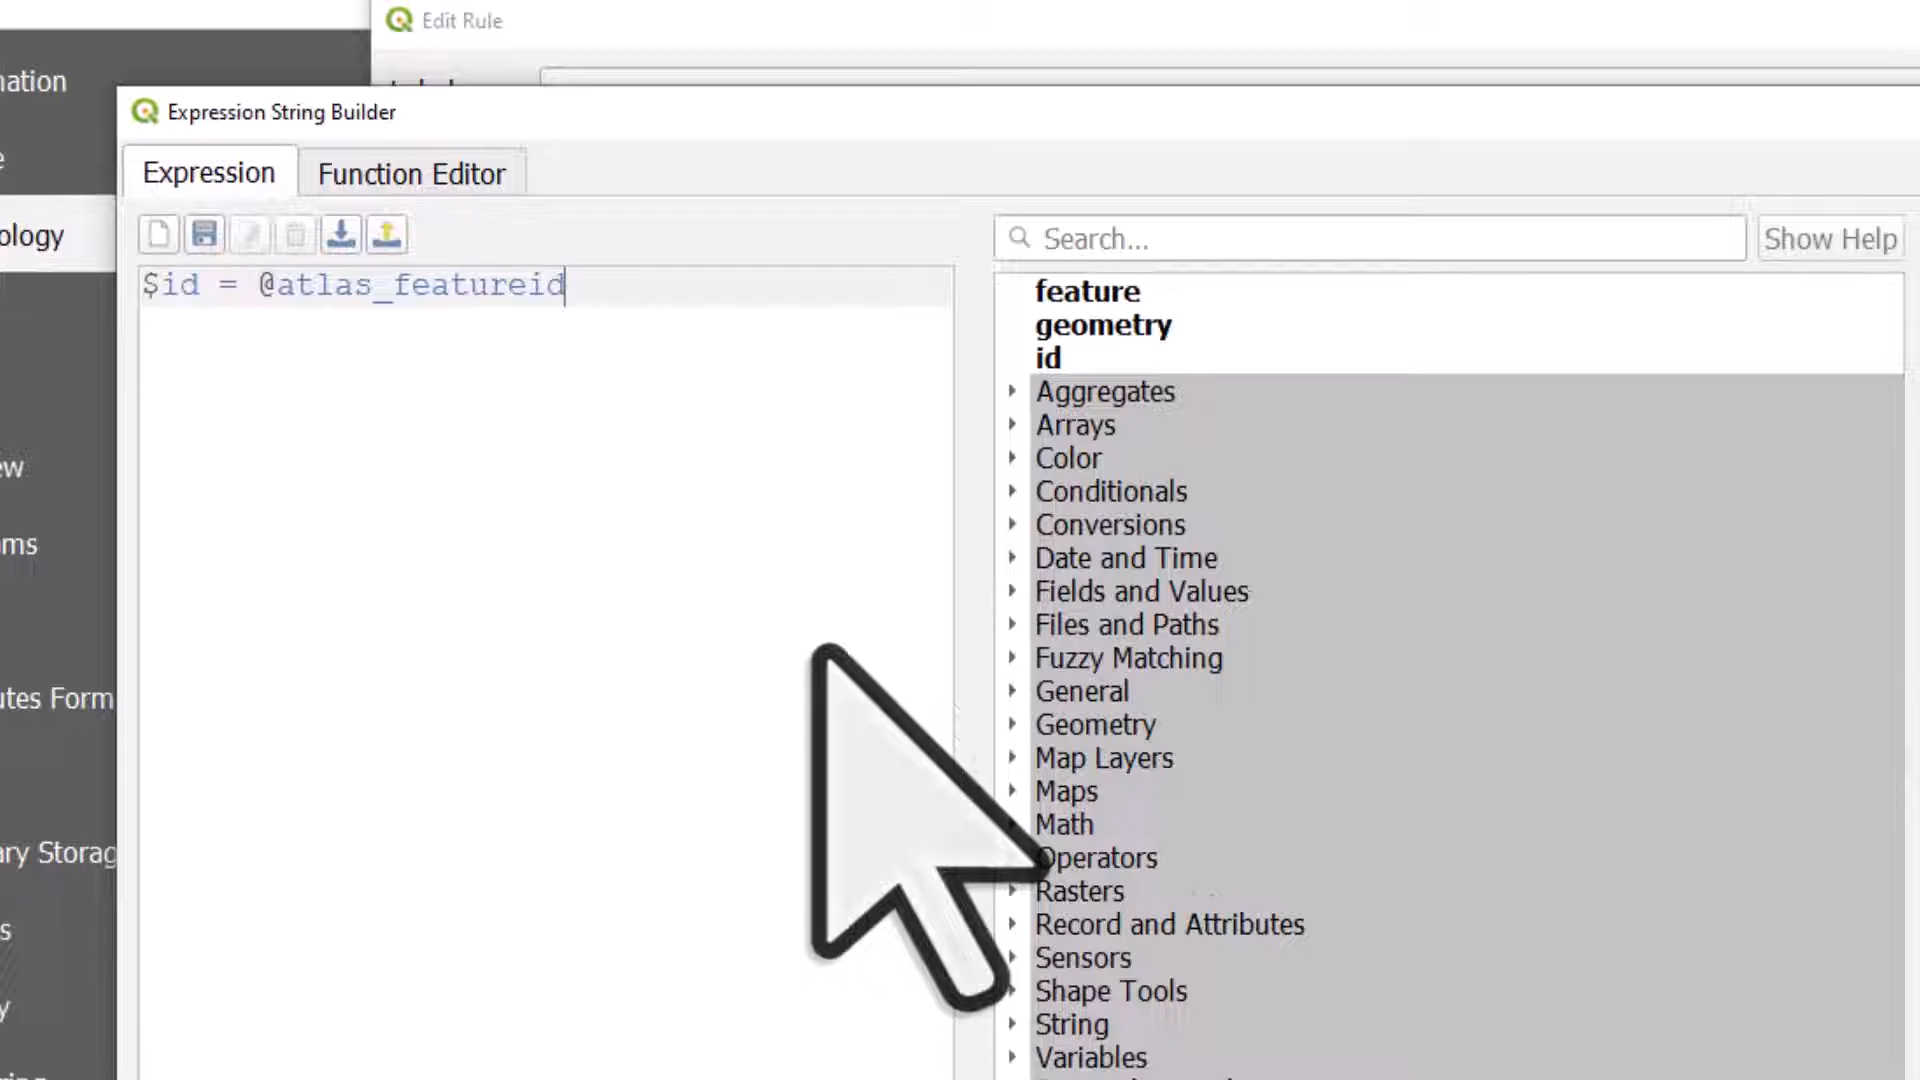 Edit Rule
Expression String Builder
Expression
Function Editor
$id = @atlas_featureid
Search...
Show Help
feature
geometry
id
Aggregates
Arrays
Color
Conditionals
Conversions
Date and Time
Fields and Values
Files and Paths
Fuzzy Matching
General
Geometry
Map Layers
Maps
Math
Operators
Rasters
Record and Attributes
Sensors
Shape Tools
String
Variables
nation
e
ology
ew
ms
utes Form
ary Storag
s
y